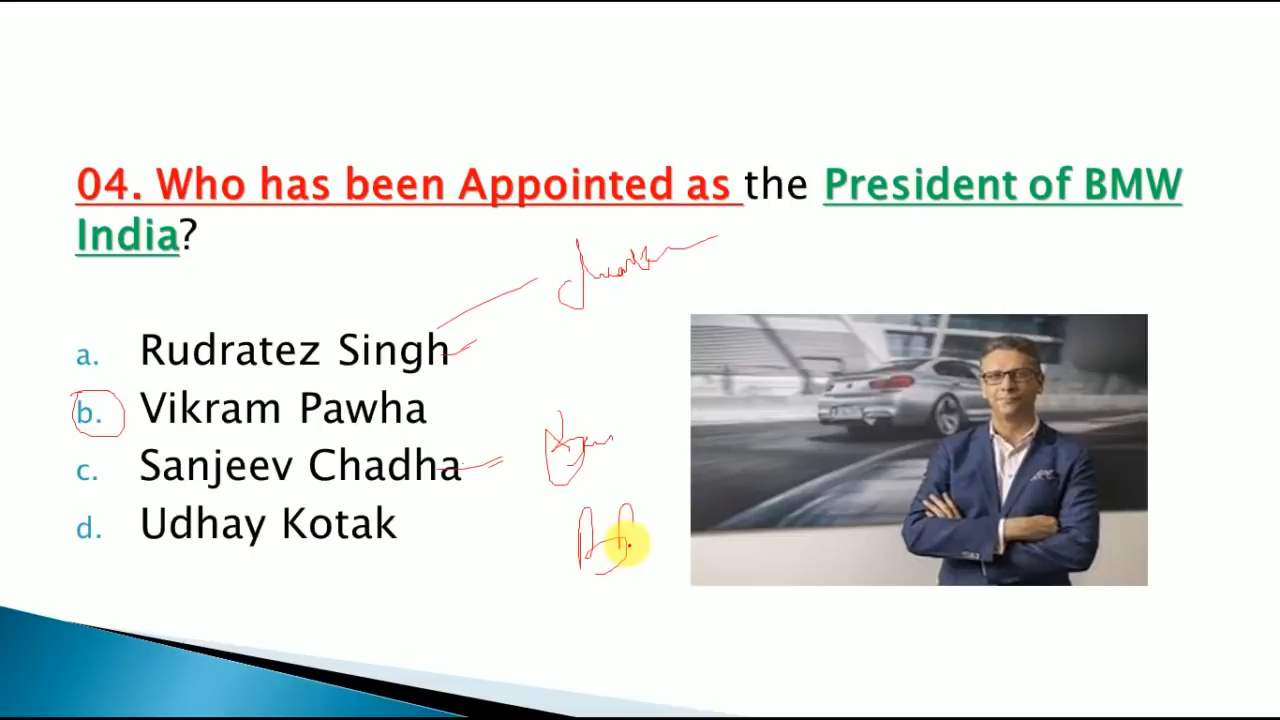 04. Who has been Appointed as the President of BMW
India?
a. Rudratez Singh
b. Vikram Pawha
c. Sanjeev Chadha
d. Udhay Kotak